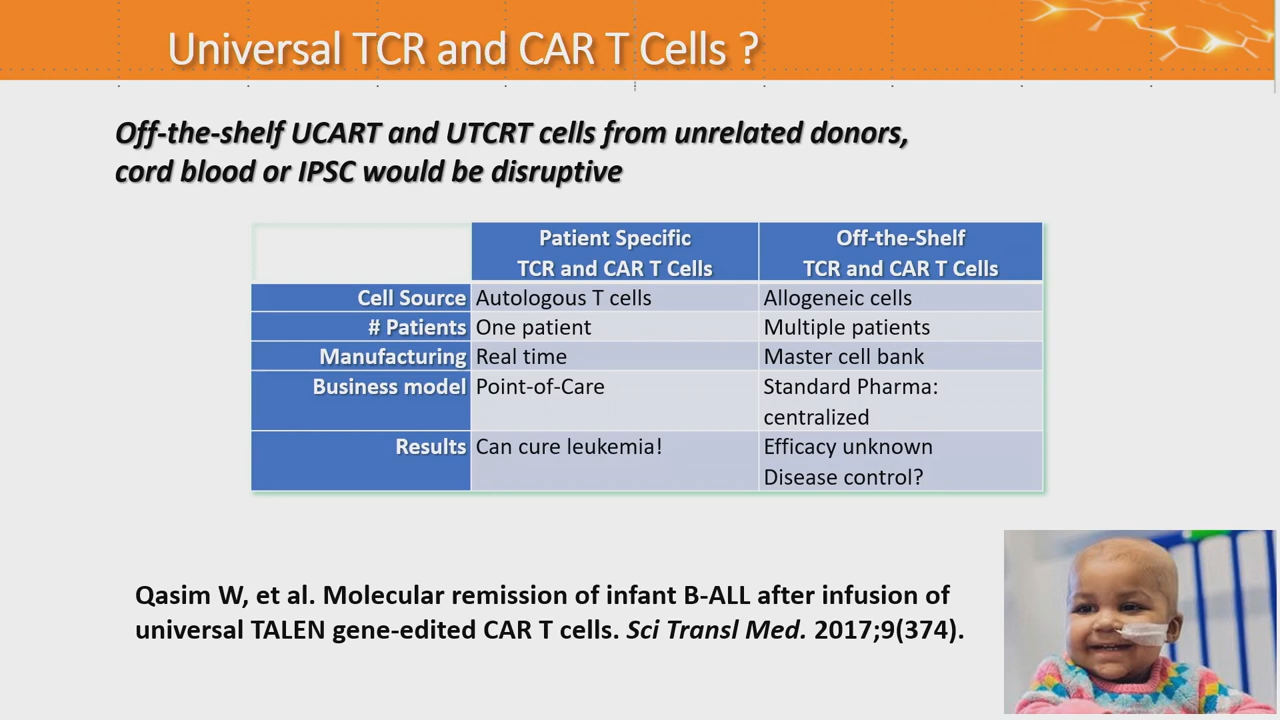 Universal TCR and CAR T Cells ?
Off-the-shelf UCART and UTCRT cells from unrelated donors,
cord blood or IPSC would be disruptive
Patient Specific
TCR and CAR T Cells
Off-the-Shelf
TCR and CAR T Cells
Cell Source
Autologous T cells
Allogeneic cells
# Patients
One patient
Multiple patients
Manufacturing
Real time
Master cell bank
Business model
Point-of-Care
Standard Pharma:
centralized
Results
Can cure leukemia!
Efficacy unknown
Disease control?
Qasim W, et al. Molecular remission of infant B-ALL after infusion of
universal TALEN gene-edited CAR T cells. Sci Transl Med. 2017;9(374).